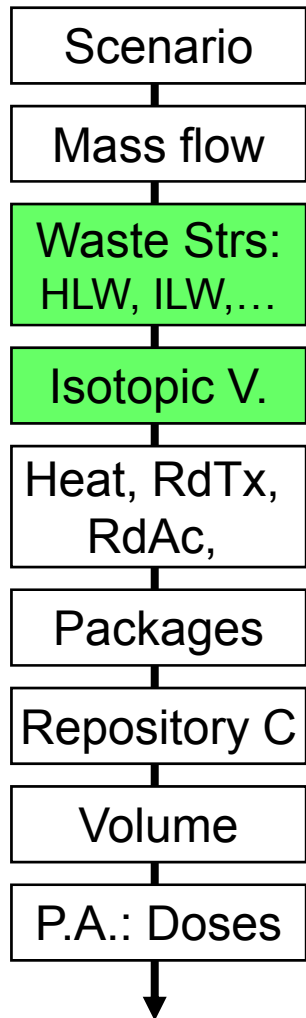 Scenario
Mass flow
Waste Strs:
HLW, ILW,…
Isotopic V.
Heat, RdTx,
RdAc,
Packages
Repository C
Volume
P.A.: Doses